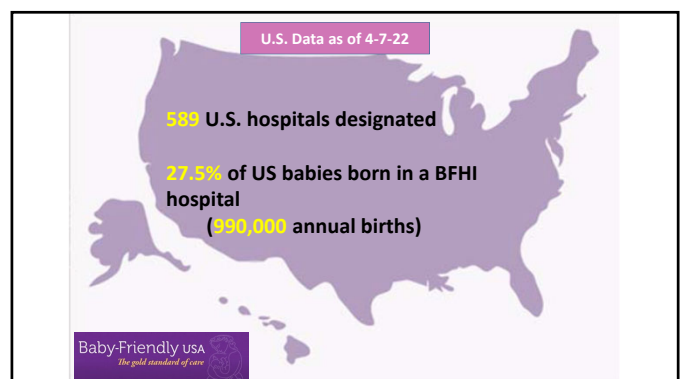 U.S. Data as of 4-7-22
589 U.S. hospitals designated
27.5% of US babies born in a BFHI
hospital
(990,000 annual births)
Baby-Friendly USA
The gold standard of care